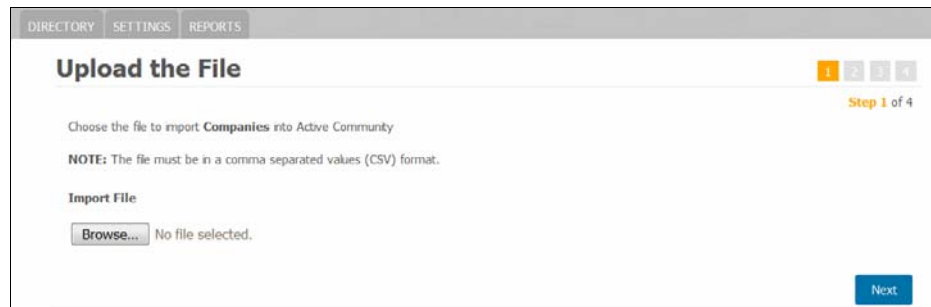 DIRECTORY SETTINGS REPORTS
Upload the File
1 2 3 4
Step 1 of 4
Choose the file to import Companies into Active Community
NOTE: The file must be in a comma separated values (CSV) format.
Import File
Browse... No file selected.
Next